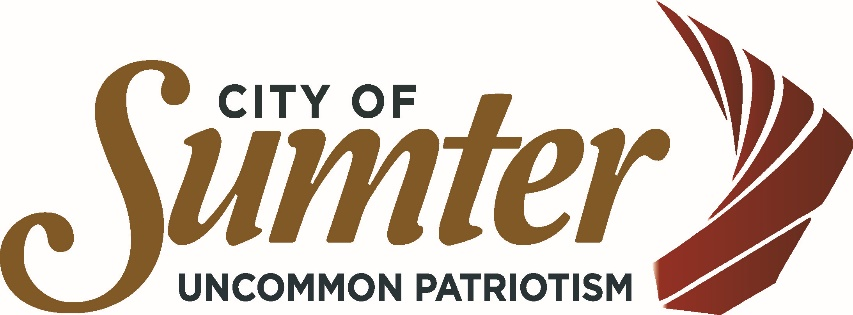 CITY OF
Sumter
UNCOMMON PATRIOTISM